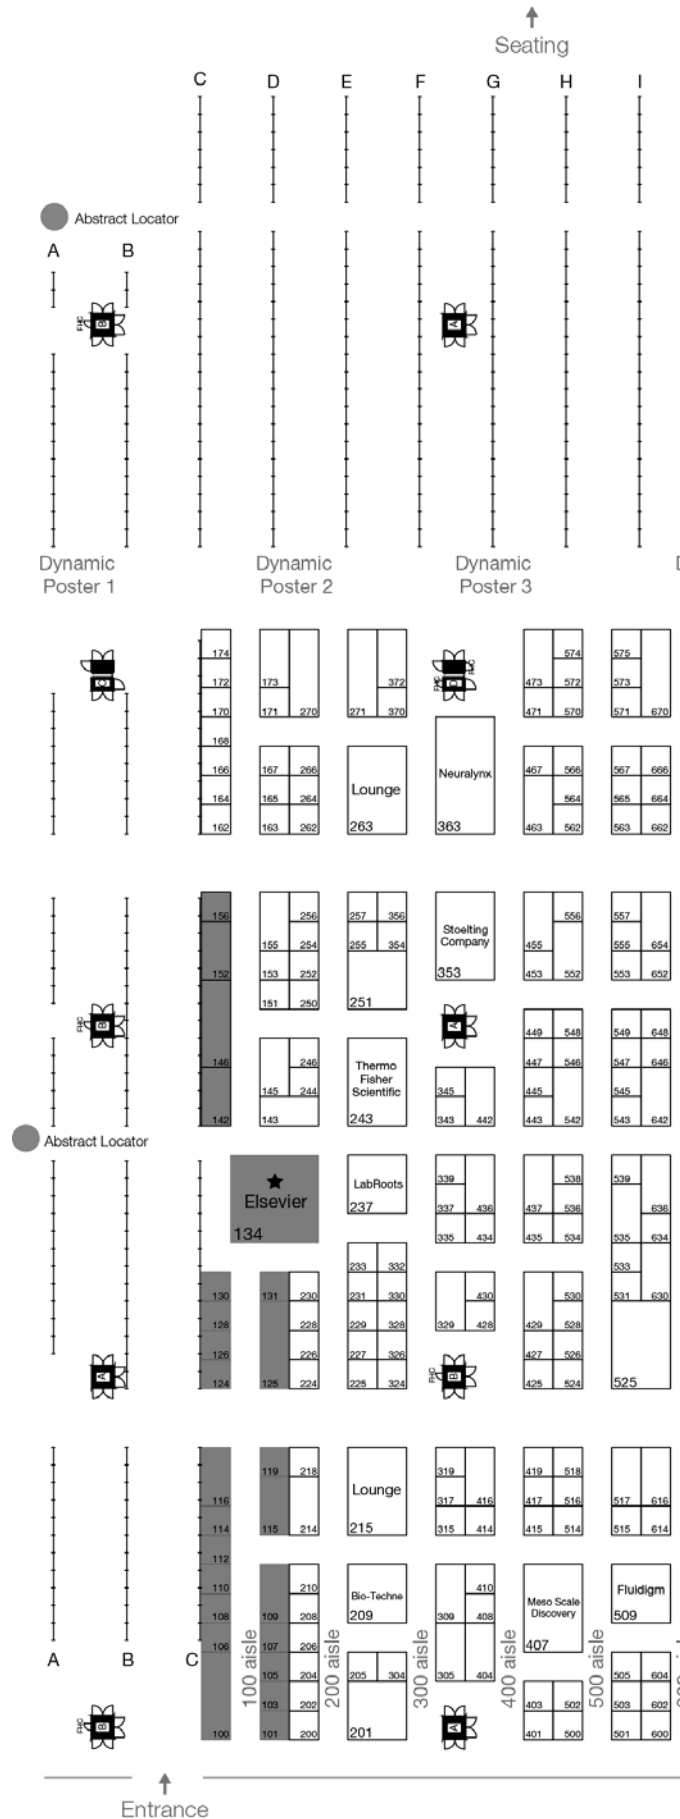 Seating
C D E F G H I
Abstract Locator
A B
FHC B
A
Dynamic
Poster 1
Dynamic
Poster 2
Dynamic
Poster 3
D
174 574 575
172 173 372 473 572 573
170 171 270 271 370 471 570 571 670
C FHC C FHC
168
166 167 266 467 566 567 666
Neuralynx
Lounge
164 165 264 564 565 664
162 163 262 263 363 463 562 563 662
156 256 257 356 556 557
Stoelting
Company
155 254 255 354 455 555 654
152 153 252 353 453 552 553 652
151 250 251
FHC B
A
449 548 549 648
Thermo
Fisher
Scientific
146 246 447 546 547 646
145 244 345 445 545
142 143 243 343 442 443 542 543 642
Abstract Locator
Elsevier
134
LabRoots
237
339 538 539
337 436 437 536 636
335 434 435 534 535 634
233 332 533
130 131 230 231 330 430 530 531 630
128 228 229 328 329 428 429 528
126 226 227 326 427 526
124 125 224 225 324 425 524 525
A
FHC B
119 218 319 419 518
Lounge
116 317 416 417 516 517 616
114 115 214 215 315 414 415 514 515 614
112
110 210 410
Bio-Techne
209
Meso Scale
Discovery
407
Fluidigm
509
108 109 208 309 408
106 107 206
A B C
105 204 205 304 305 404 505 604
103 202 403 502 503 602
100 101 200 201 401 500 501 600
100 aisle
200 aisle
300 aisle
400 aisle
500 aisle
FHC B
A
Entrance